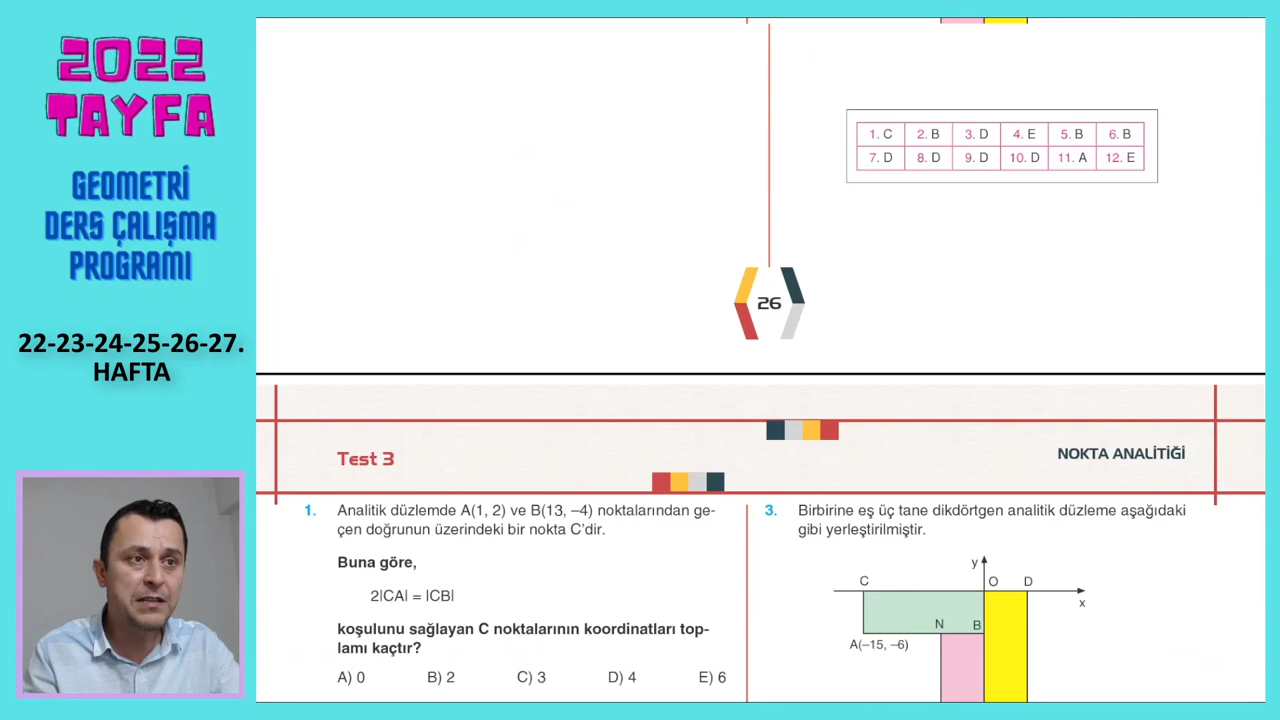 2022
TAYFA
GEOMETRİ
DERS ÇALIŞMA
PROGRAMI
22-23-24-25-26-27.
HAFTA
1. C 2. B 3. D 4. E 5. B 6. B
7. D 8. D 9. D 10. D 11. A 12. E
26
Test 3
NOKTA ANALİTİĞİ
1. Analitik düzlemde A(1, 2) ve B(13, –4) noktalarından ge-
çen doğrunun üzerindeki bir nokta C’dir.
Buna göre,
2|CA| = |CB|
koşulunu sağlayan C noktalarının koordinatları top-
lamı kaçtır?
A) 0 B) 2 C) 3 D) 4 E) 6
3. Birbirine eş üç tane dikdörtgen analitik düzleme aşağıdaki
gibi yerleştirilmiştir.
y
C O D
x
N B
A(–15, –6)